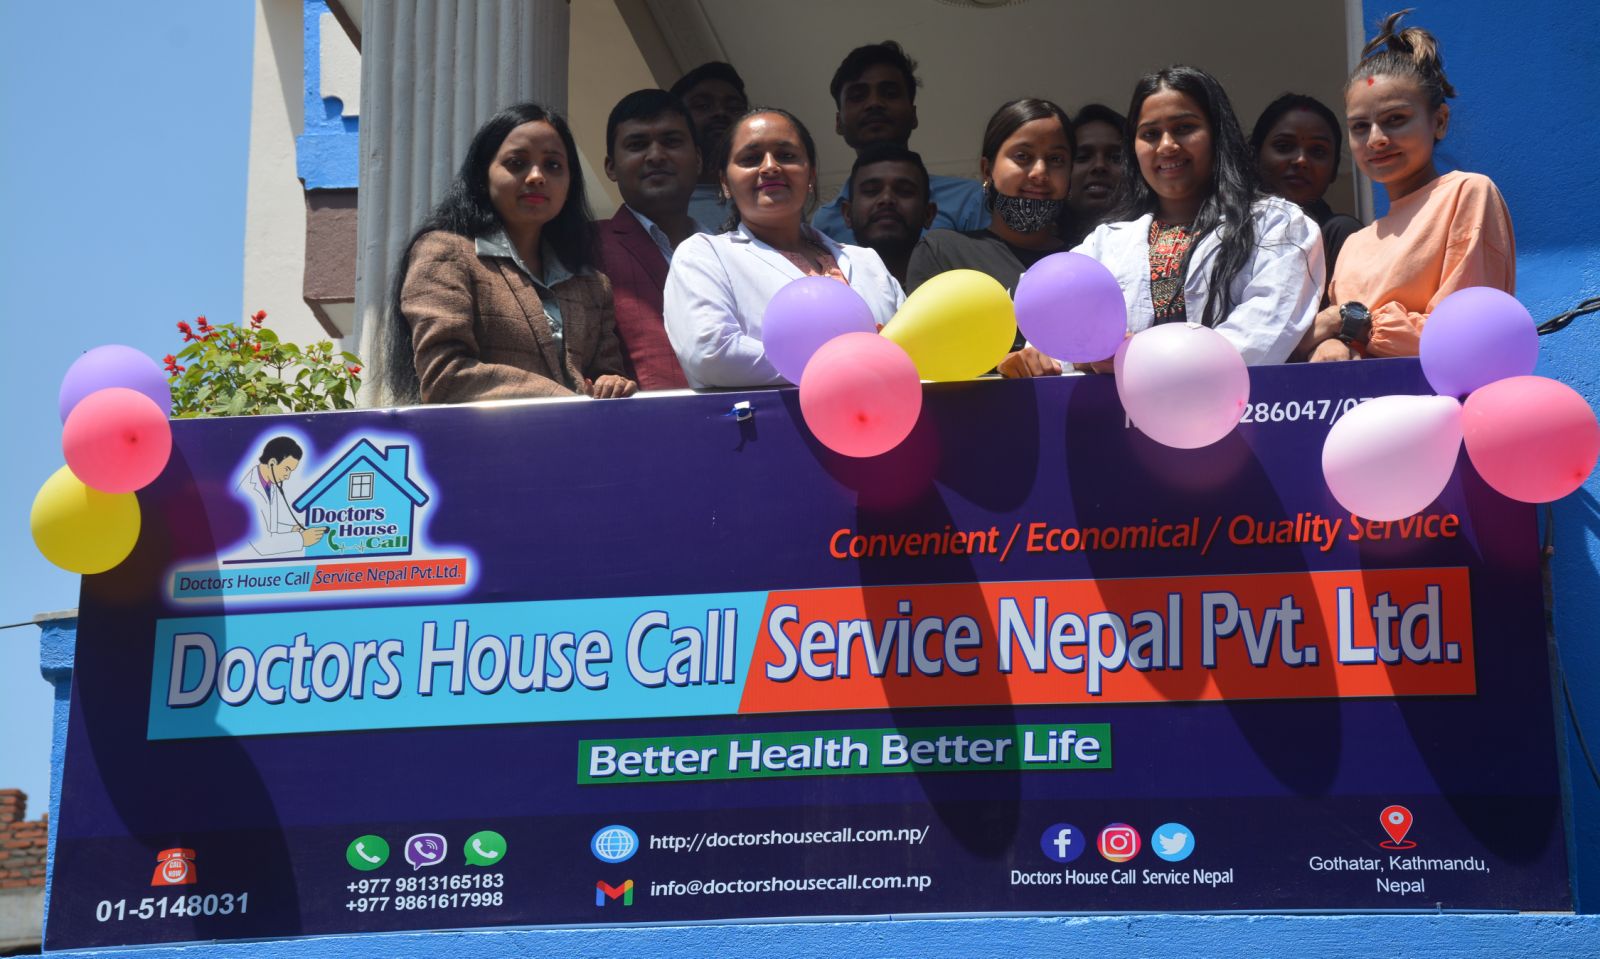 286047/0
Doctors
House
Call
Doctors House Call Service Nepal Pvt.Ltd.
Convenient / Economical / Quality Service
Doctors House Call Service Nepal Pvt. Ltd.
Better Health Better Life
CALL
NOW
01-5148031
+977 9813165183
+977 9861617998
http://doctorshousecall.com.np/
info@doctorshousecall.com.np
Doctors House Call Service Nepal
Gothatar, Kathmandu,
Nepal